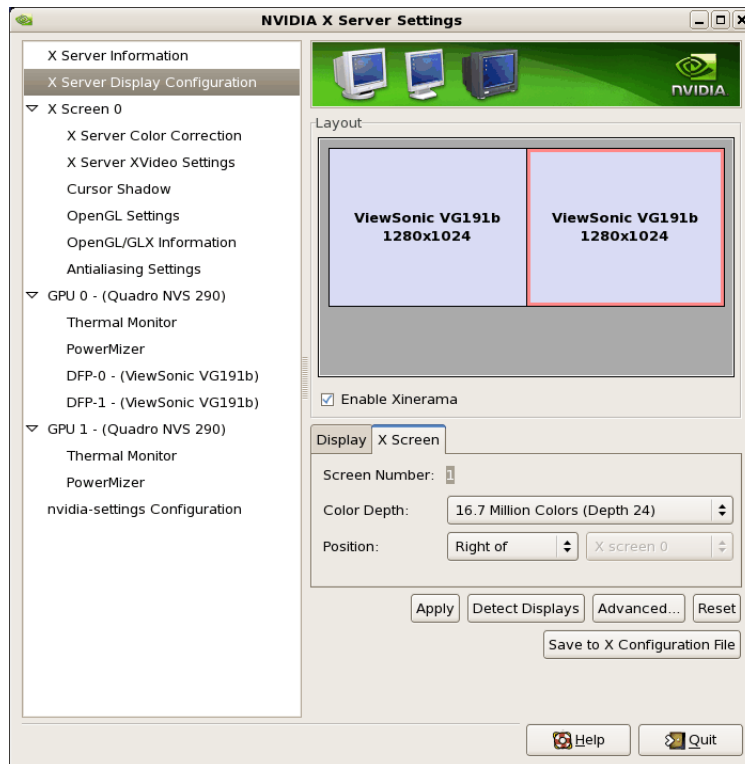 NVIDIA X Server Settings
X Server Information
X Server Display Configuration
X Screen 0
X Server Color Correction
X Server XVideo Settings
Cursor Shadow
OpenGL Settings
OpenGL/GLX Information
Antialiasing Settings
GPU 0 - (Quadro NVS 290)
Thermal Monitor
PowerMizer
DFP-0 - (ViewSonic VG191b)
DFP-1 - (ViewSonic VG191b)
GPU 1 - (Quadro NVS 290)
Thermal Monitor
PowerMizer
nvidia-settings Configuration
NVIDIA
Layout
ViewSonic VG191b
1280x1024
ViewSonic VG191b
1280x1024
Enable Xinerama
Display X Screen
Screen Number: 1
Color Depth: 16.7 Million Colors (Depth 24)
Position: Right of X screen 0
Apply Detect Displays Advanced... Reset
Save to X Configuration File
Help Quit